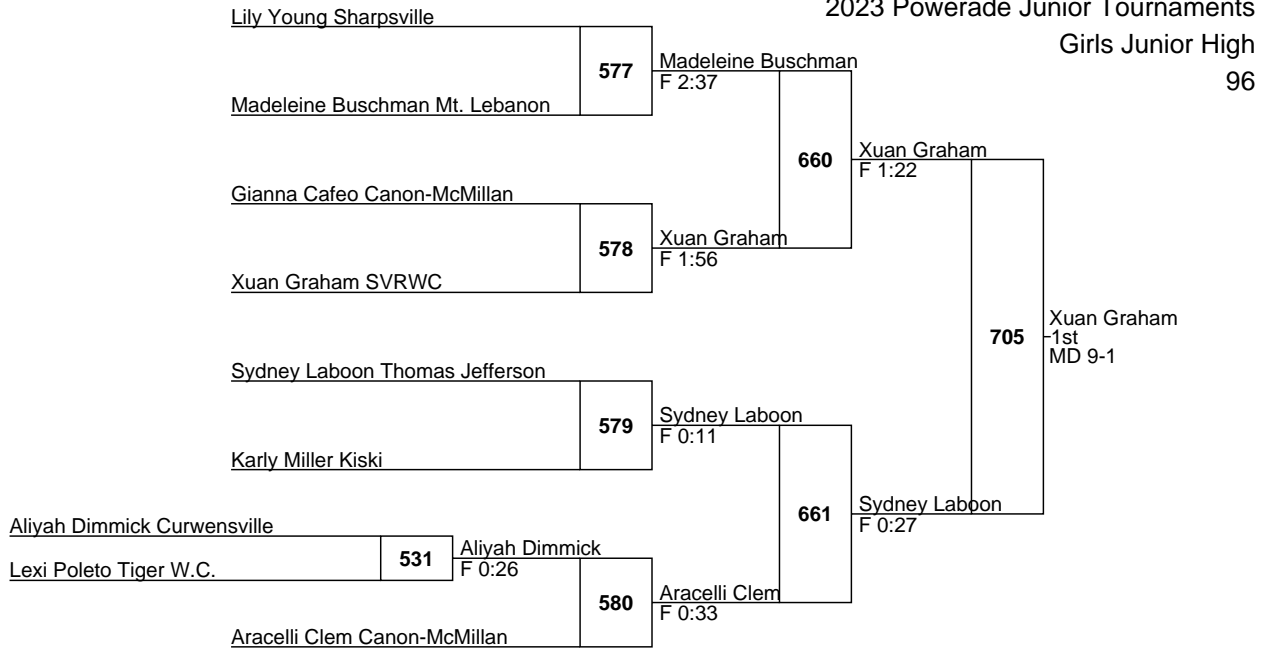 2023 Powerade Junior Tournaments
Girls Junior High
96
Lily Young Sharpsville
577
Madeleine Buschman
F 2:37
Madeleine Buschman Mt. Lebanon
660
Xuan Graham
F 1:22
Gianna Cafeo Canon-McMillan
578
Xuan Graham
F 1:56
Xuan Graham SVRWC
705
Xuan Graham
1st
MD 9-1
Sydney Laboon Thomas Jefferson
579
Sydney Laboon
F 0:11
Karly Miller Kiski
661
Sydney Laboon
F 0:27
Aliyah Dimmick Curwensville
531
Aliyah Dimmick
F 0:26
Lexi Poleto Tiger W.C.
580
Aracelli Clem
F 0:33
Aracelli Clem Canon-McMillan